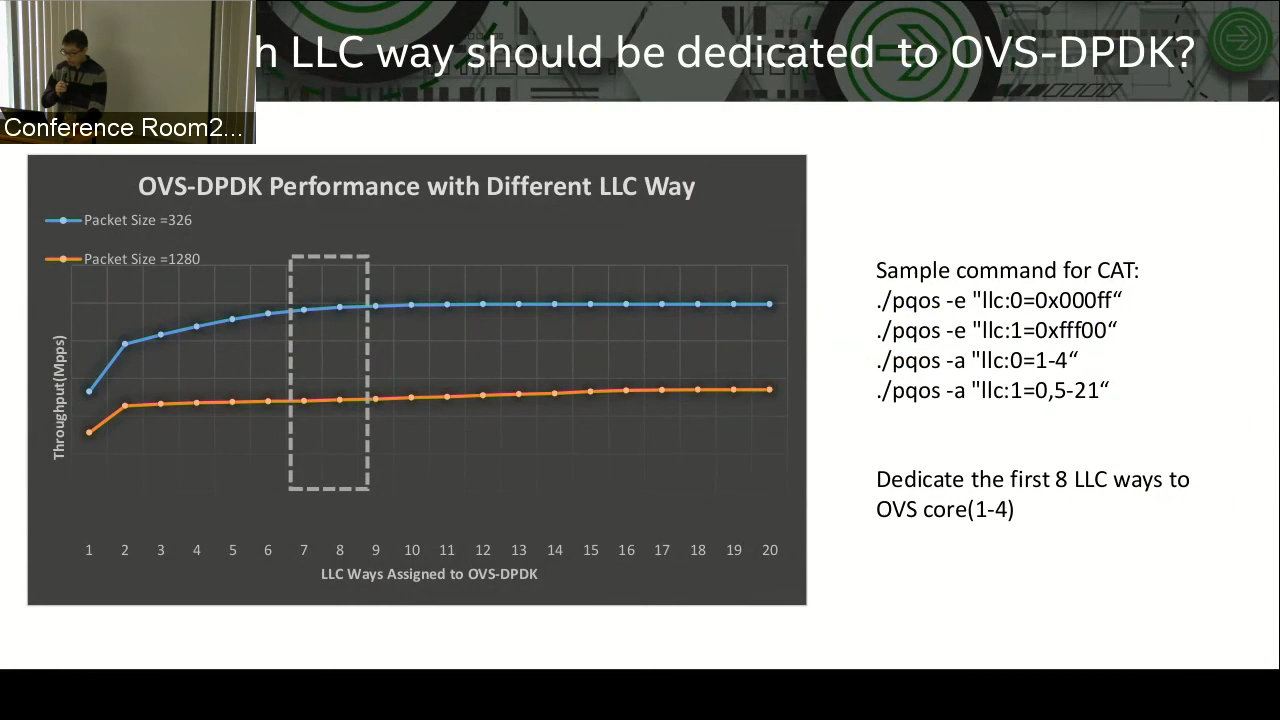 h LLC way should be dedicated  to OVS-DPDK?
Conference Room2...
OVS-DPDK Performance with Different LLC Way
Packet Size =326
Packet Size =1280
Throughput(Mpps)
1 2 3 4 5 6 7 8 9 10 11 12 13 14 15 16 17 18 19 20
LLC Ways Assigned to OVS-DPDK
Sample command for CAT:
./pqos -e "llc:0=0x000ff“
./pqos -e "llc:1=0xfff00“
./pqos -a "llc:0=1-4“
./pqos -a "llc:1=0,5-21“
Dedicate the first 8 LLC ways to
OVS core(1-4)